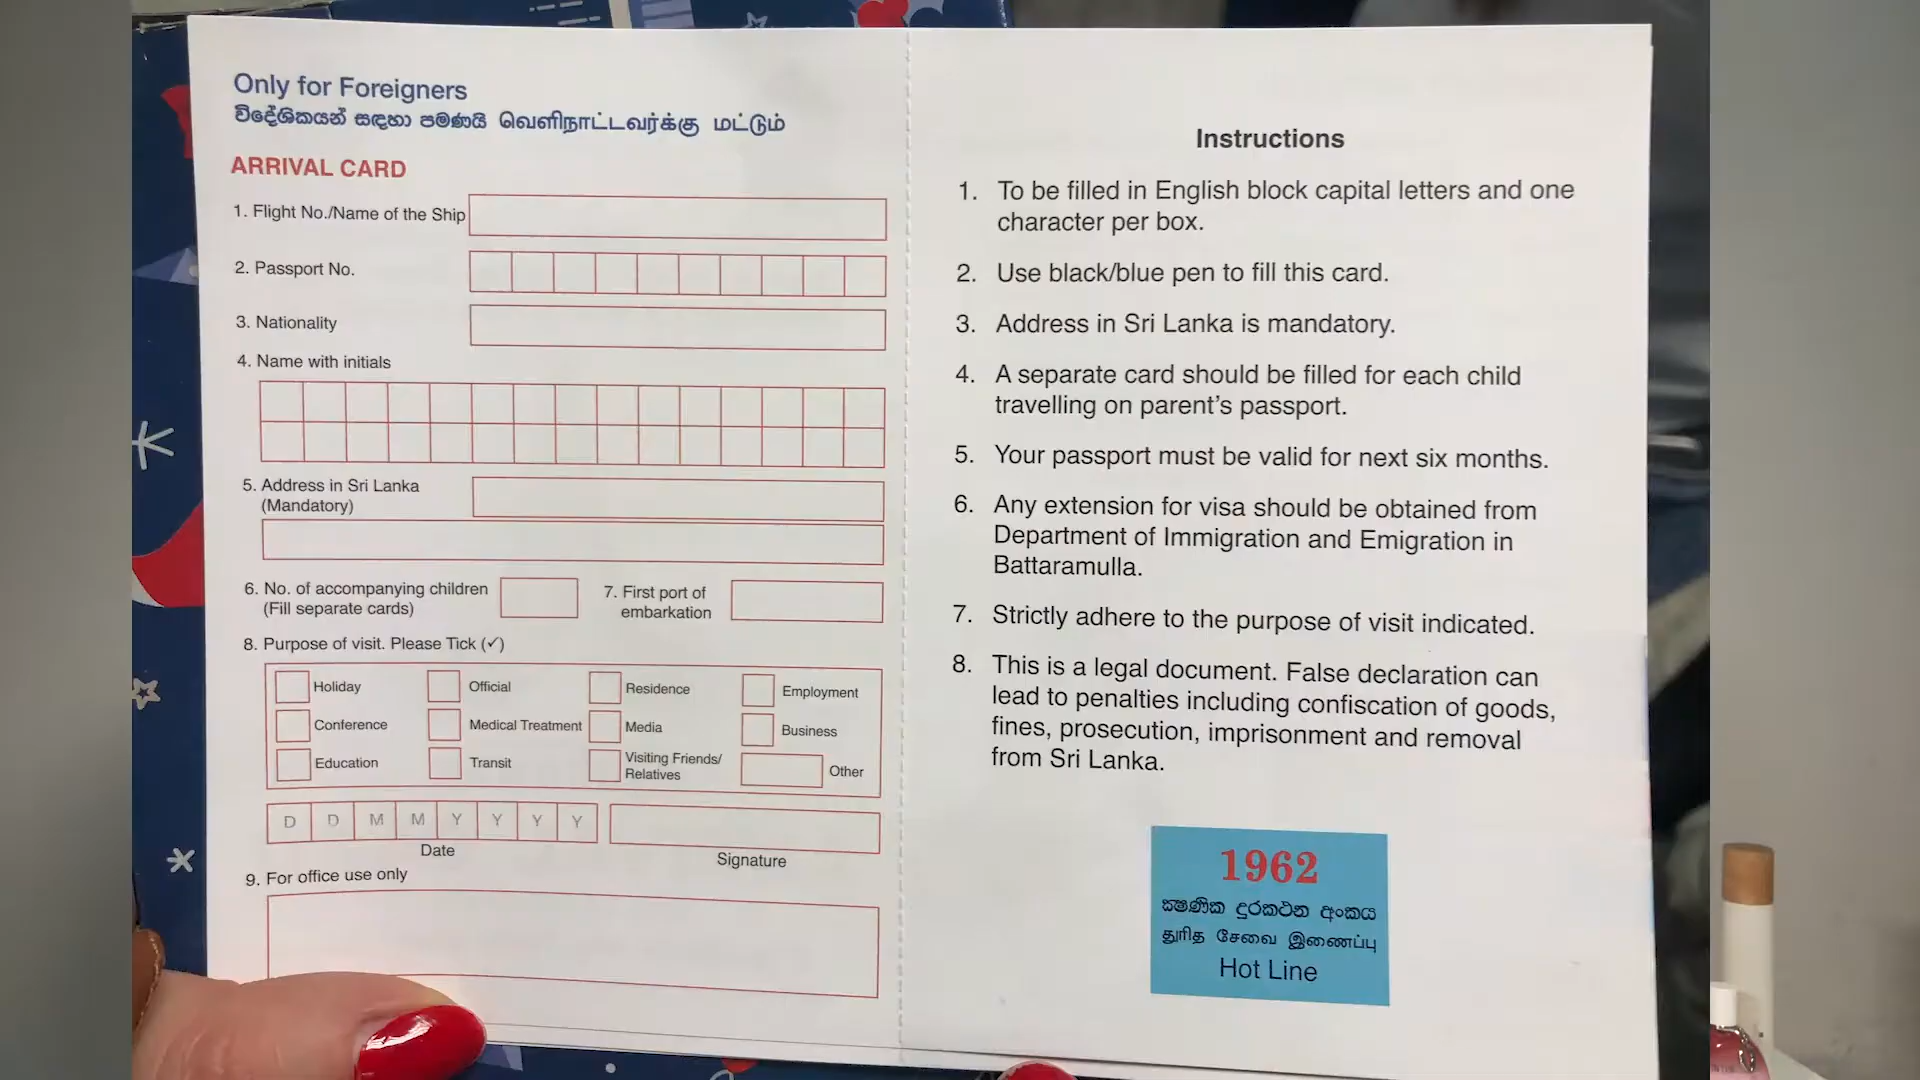 Only for Foreigners
විදේශිකයන් සඳහා පමණයි வெளிநாட்டவர்க்கு மட்டும்
ARRIVAL CARD
1. Flight No./Name of the Ship
2. Passport No.
3. Nationality
4. Name with initials
5. Address in Sri Lanka
(Mandatory)
6. No. of accompanying children
(Fill separate cards)
7. First port of
embarkation
8. Purpose of visit. Please Tick (✓)
Holiday
Official
Residence
Employment
Conference
Medical Treatment
Media
Business
Education
Transit
Visiting Friends/
Relatives
Other
D D M M Y Y Y Y
Date
Signature
9. For office use only
Instructions
1. To be filled in English block capital letters and one
character per box.
2. Use black/blue pen to fill this card.
3. Address in Sri Lanka is mandatory.
4. A separate card should be filled for each child
travelling on parent's passport.
5. Your passport must be valid for next six months.
6. Any extension for visa should be obtained from
Department of Immigration and Emigration in
Battaramulla.
7. Strictly adhere to the purpose of visit indicated.
8. This is a legal document. False declaration can
lead to penalties including confiscation of goods,
fines, prosecution, imprisonment and removal
from Sri Lanka.
1962
ක්ෂණික දුරකථන අංකය
துரித சேவை இணைப்பு
Hot Line